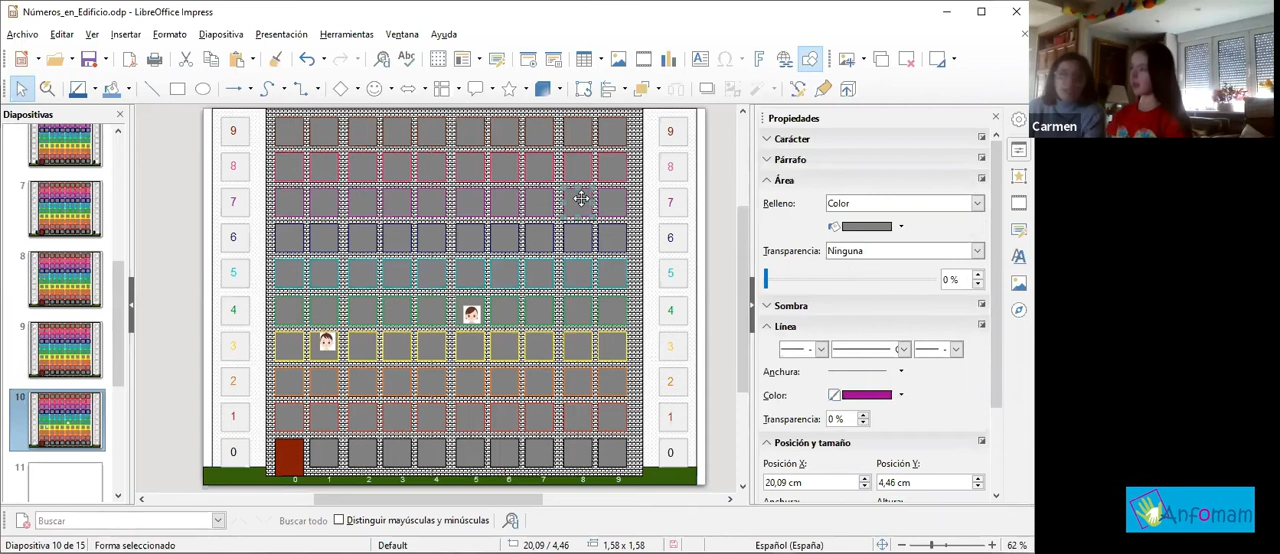 Números_en_Edificio.odp - LibreOffice Impress
Archivo Editar Ver Insertar Formato Diapositiva Presentación Herramientas Ventana Ayuda
Diapositivas
7
8
9
10
11
9 9
8 8
7 7
6 6
5 5
4 4
3 3
2 2
1 1
0 0
0 1 2 3 4 5 6 7 8 9
Propiedades
Carácter
Párrafo
Área
Relleno: Color
Transparencia: Ninguna
0 %
Sombra
Línea
Anchura:
Color:
Transparencia: 0 %
Posición y tamaño
Posición X: Posición Y:
20,09 cm 4,46 cm
Buscar Buscar todo Distinguir mayúsculas y minúsculas
Diapositiva 10 de 15 Forma seleccionado Default 20,09 / 4,46 1,58 x 1,58 Español (España) 62 %
Carmen
Anfomam